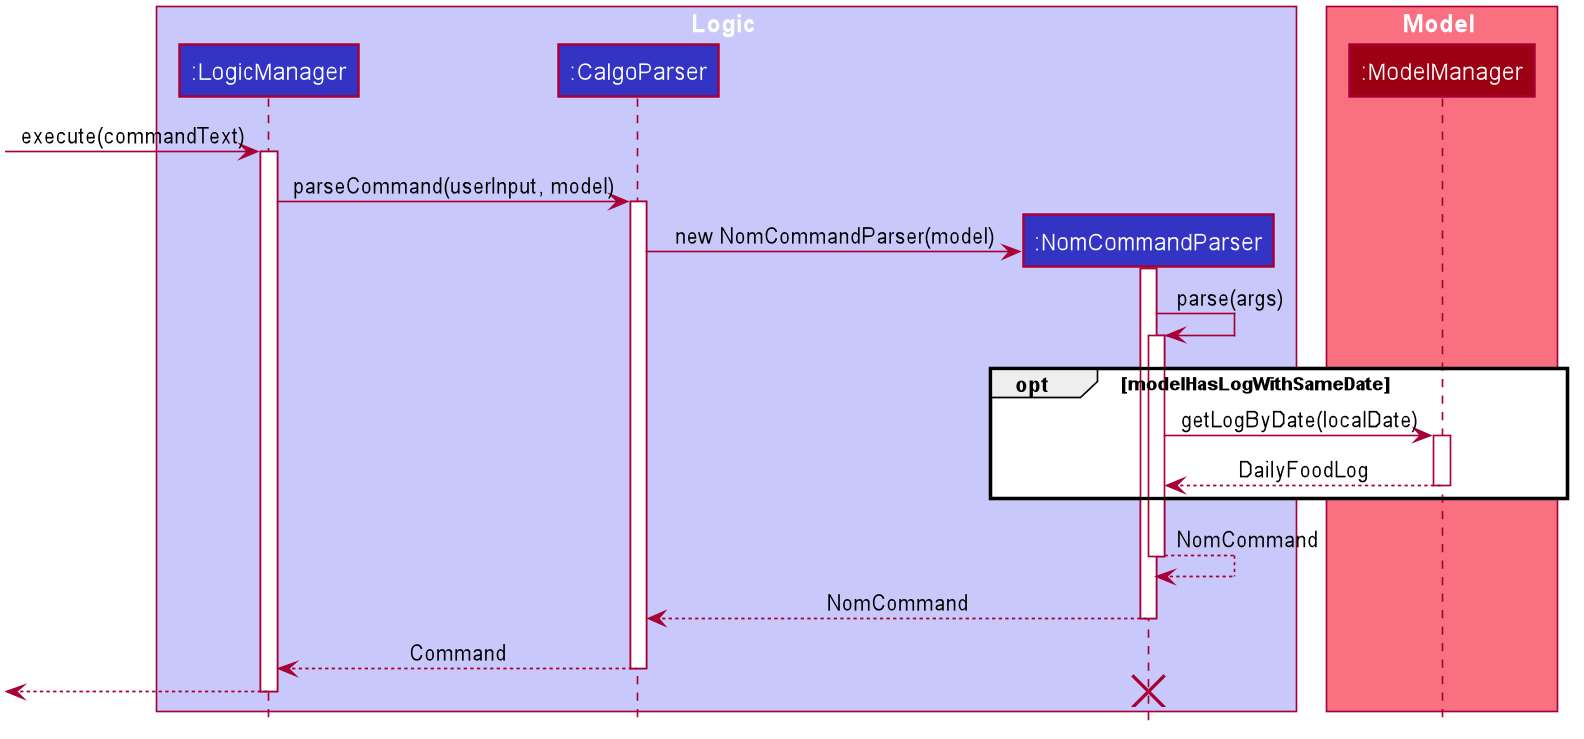 Logic
Model
:LogicManager
:CalgoParser
:ModelManager
execute(commandText)
parseCommand(userInput, model)
new NomCommandParser(model)
:NomCommandParser
parse(args)
opt
[modelHasLogWithSameDate]
getLogByDate(localDate)
DailyFoodLog
NomCommand
NomCommand
Command